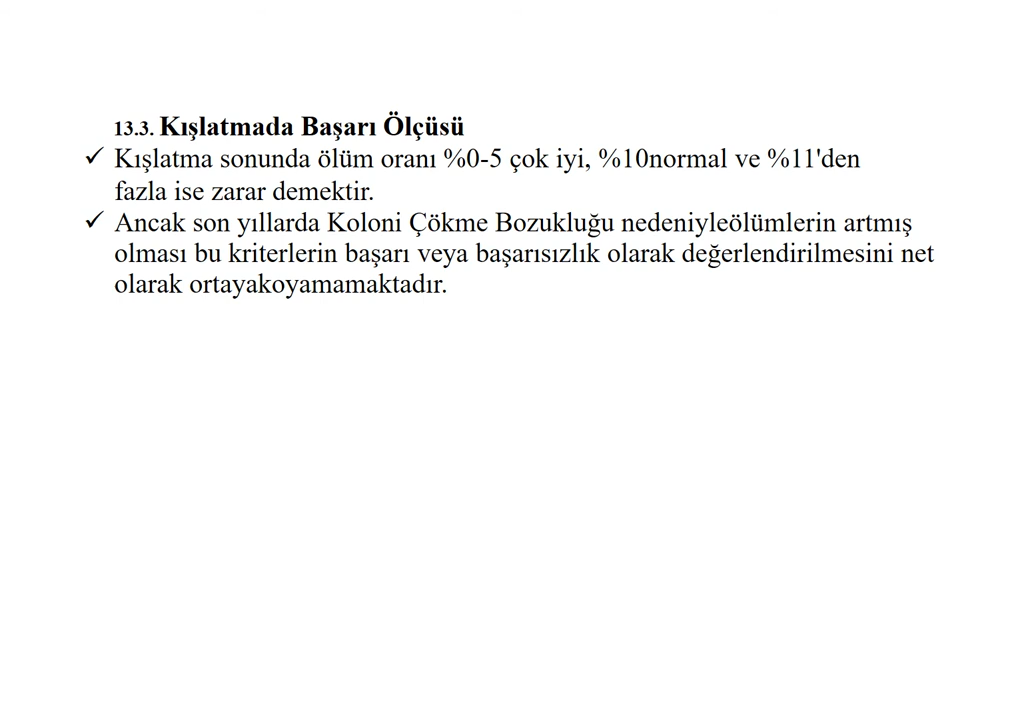 13.3. Kışlatmada Başarı Ölçüsü
✓ Kışlatma sonunda ölüm oranı %0-5 çok iyi, %10normal ve %11'den
fazla ise zarar demektir.
✓ Ancak son yıllarda Koloni Çökme Bozukluğu nedeniyleölümlerin artmış
olması bu kriterlerin başarı veya başarısızlık olarak değerlendirilmesini net
olarak ortayakoyamamaktadır.